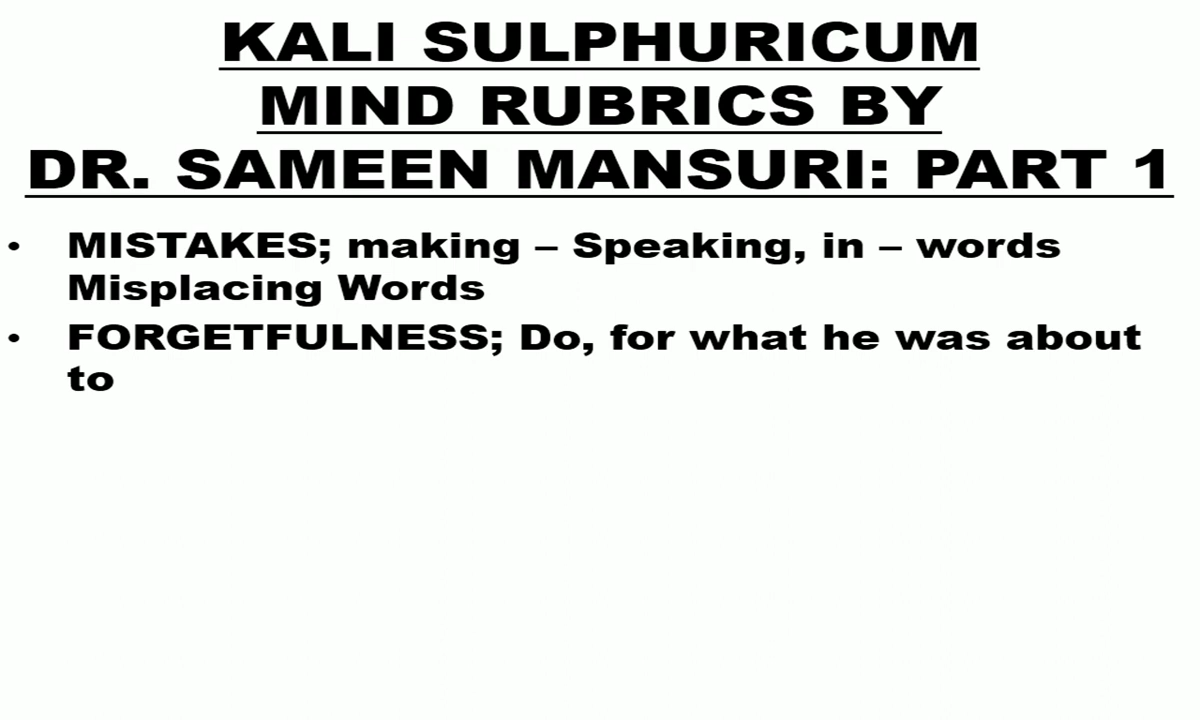 KALI SULPHURICUM
MIND RUBRICS BY
DR. SAMEEN MANSURI: PART 1
• MISTAKES; making – Speaking, in – words
Misplacing Words
• FORGETFULNESS; Do, for what he was about
to